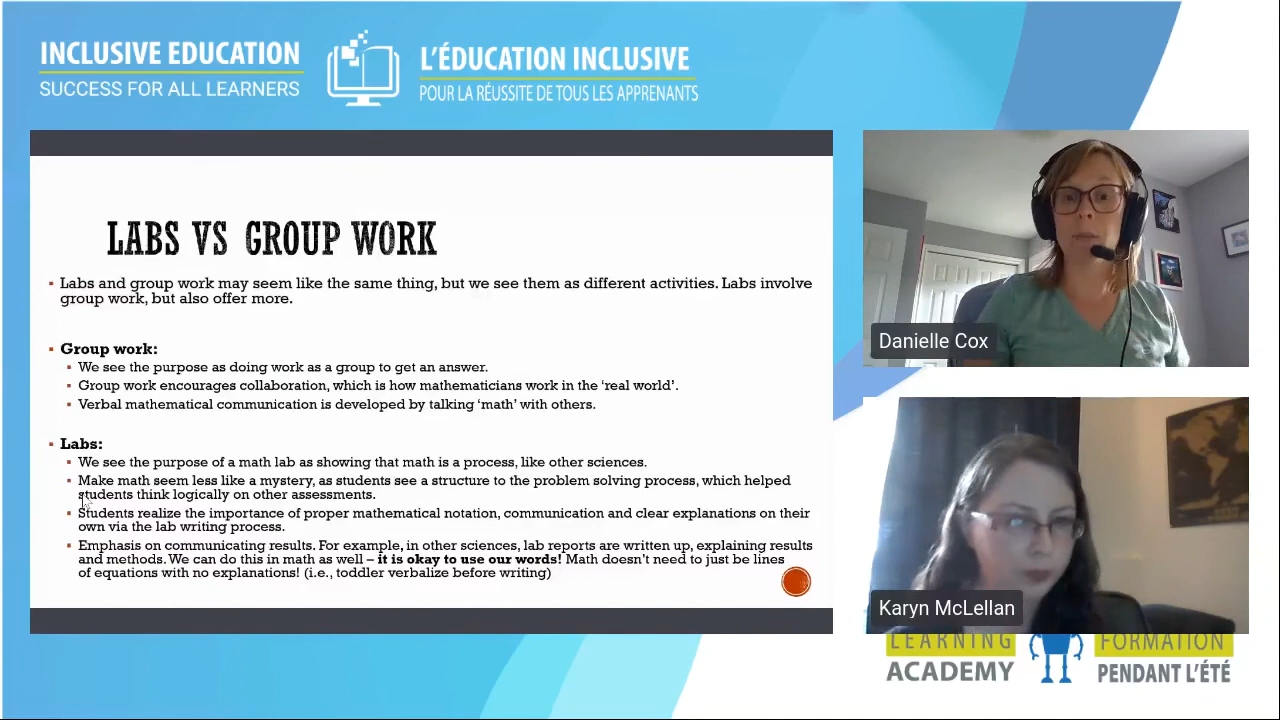 INCLUSIVE EDUCATION
SUCCESS FOR ALL LEARNERS
L'ÉDUCATION INCLUSIVE
POUR LA RÉUSSITE DE TOUS LES APPRENANTS
LABS VS GROUP WORK
Labs and group work may seem like the same thing, but we see them as different activities. Labs involve
group work, but also offer more.
Group work:
We see the purpose as doing work as a group to get an answer.
Group work encourages collaboration, which is how mathematicians work in the 'real world'.
Verbal mathematical communication is developed by talking 'math' with others.
Labs:
We see the purpose of a math lab as showing that math is a process, like other sciences.
Make math seem less like a mystery, as students see a structure to the problem solving process, which helped
students think logically on other assessments.
Students realize the importance of proper mathematical notation, communication and clear explanations on their
own via the lab writing process.
Emphasis on communicating results. For example, in other sciences, lab reports are written up, explaining results
and methods. We can do this in math as well – it is okay to use our words! Math doesn't need to just be lines
of equations with no explanations! (i.e., toddler verbalize before writing)
Danielle Cox
Karyn McLellan
LEARNING
ACADEMY
FORMATION
PENDANT L'ÉTÉ